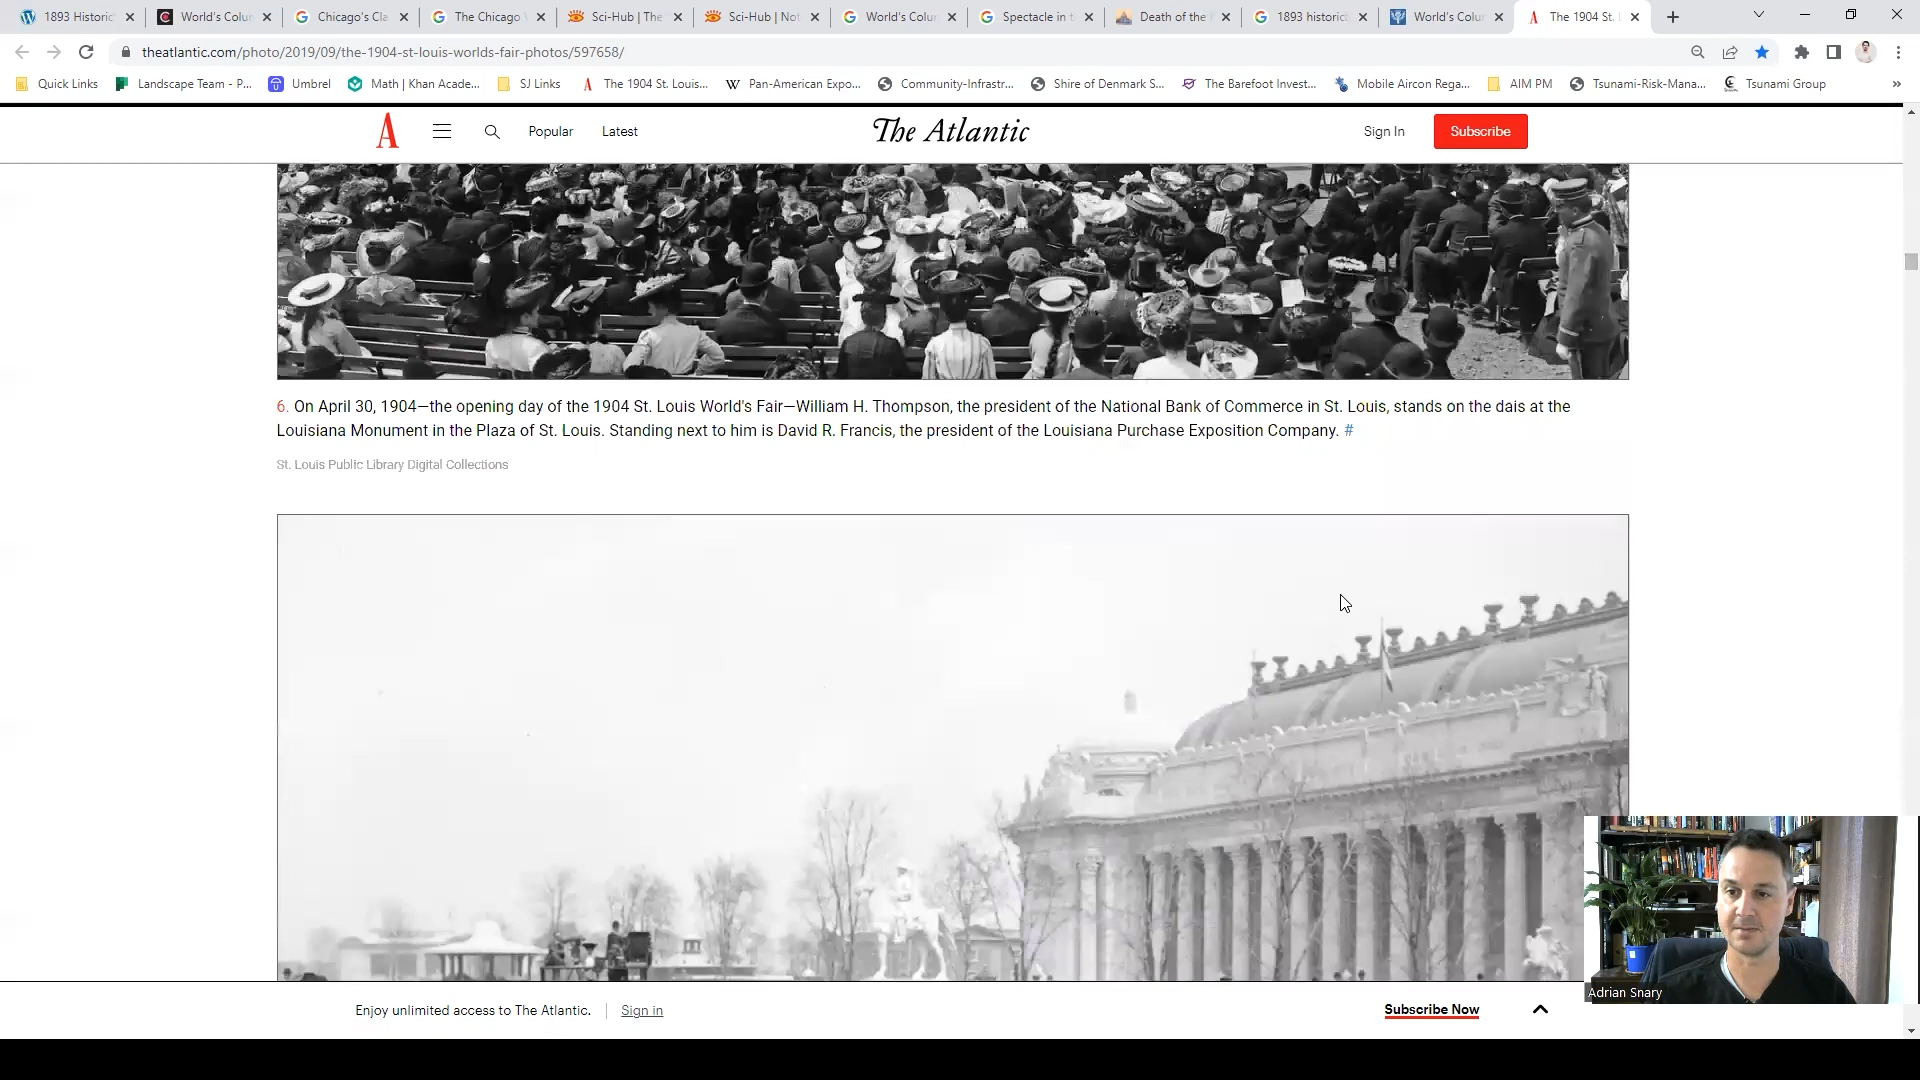 1893 Historic
World's Colum
Chicago's Cla
The Chicago
Sci-Hub | The
Sci-Hub | Not
World's Colum
Spectacle in
Death of the
1893 historic
World's Colum
The 1904 St.
theatlantic.com/photo/2019/09/the-1904-st-louis-worlds-fair-photos/597658/
Quick Links
Landscape Team - P...
Umbrel
Math | Khan Acade...
SJ Links
The 1904 St. Louis...
Pan-American Expo...
Community-Infrastr...
Shire of Denmark S...
The Barefoot Invest...
Mobile Aircon Rega...
AIM PM
Tsunami-Risk-Mana...
Tsunami Group
»
A
Popular
Latest
The Atlantic
Sign In
Subscribe
6. On April 30, 1904—the opening day of the 1904 St. Louis World's Fair—William H. Thompson, the president of the National Bank of Commerce in St. Louis, stands on the dais at the
Louisiana Monument in the Plaza of St. Louis. Standing next to him is David R. Francis, the president of the Louisiana Purchase Exposition Company. #
St. Louis Public Library Digital Collections
Enjoy unlimited access to The Atlantic.
Sign in
Subscribe Now
Adrian Snary